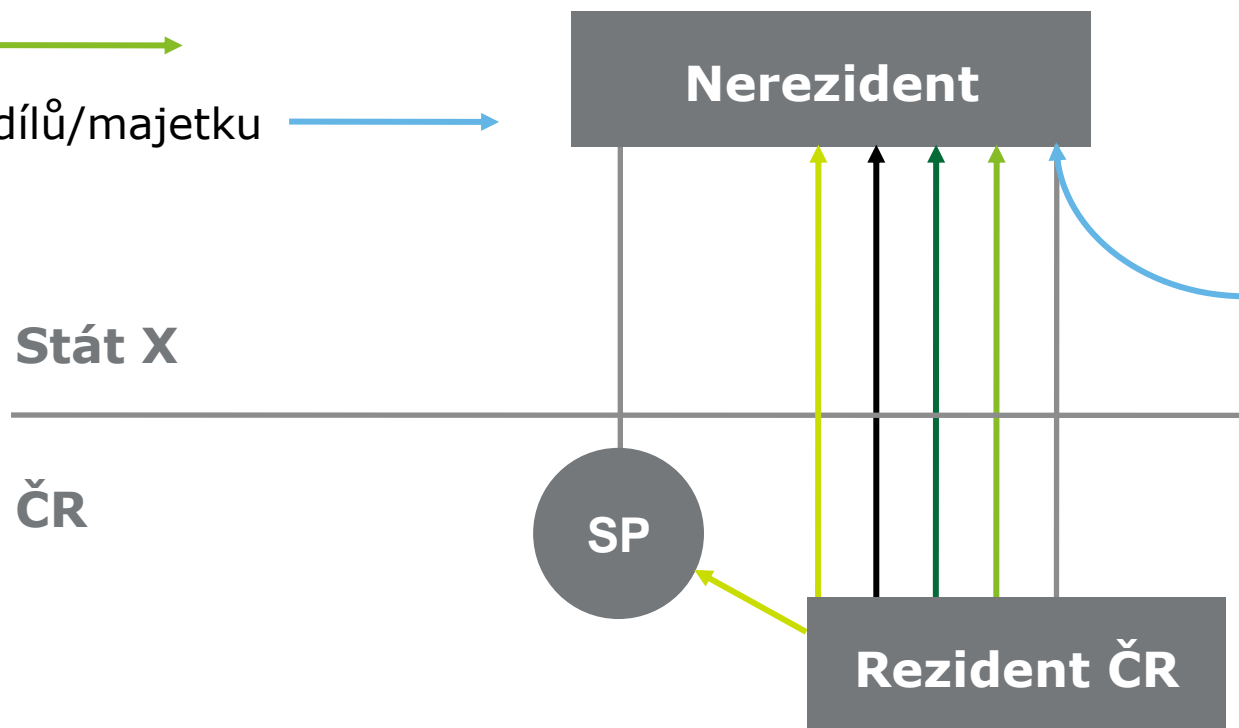 Nerezident
dílů/majetku
Stát X
ČR
SP
Rezident ČR